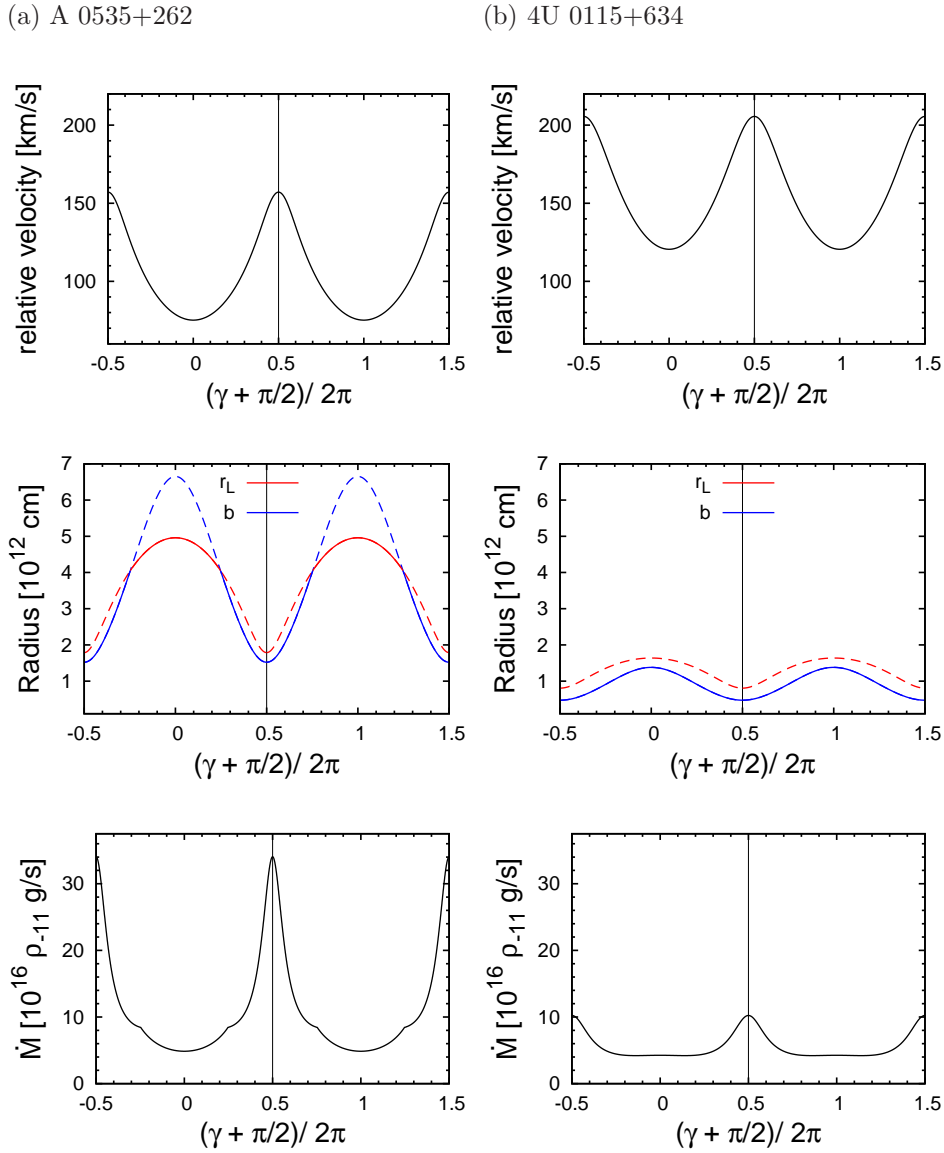 (a) A 0535+262
(b) 4U 0115+634
relative velocity [km/s]
200
150
100
-0.5 0 0.5 1 1.5
(γ + π/2)/ 2π
relative velocity [km/s]
200
150
100
-0.5 0 0.5 1 1.5
(γ + π/2)/ 2π
Radius [10^12 cm]
7
6
5
4
3
2
1
r_L
b
-0.5 0 0.5 1 1.5
(γ + π/2)/ 2π
Radius [10^12 cm]
7
6
5
4
3
2
1
r_L
b
-0.5 0 0.5 1 1.5
(γ + π/2)/ 2π
Ṁ [10^16 ρ_-11 g/s]
30
20
10
0
-0.5 0 0.5 1 1.5
(γ + π/2)/ 2π
Ṁ [10^16 ρ_-11 g/s]
30
20
10
0
-0.5 0 0.5 1 1.5
(γ + π/2)/ 2π